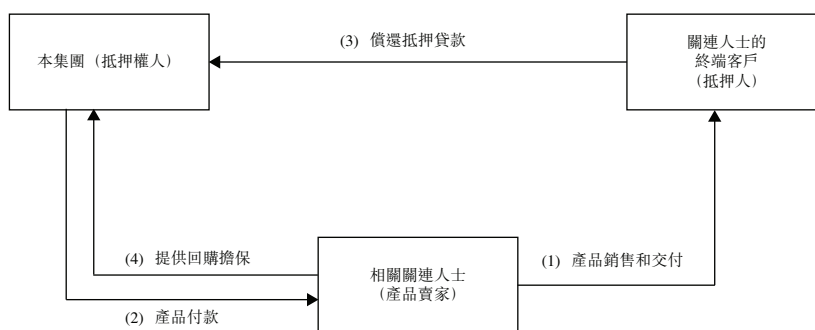 (3) 償還抵押貸款
本集團（抵押權人）
關連人士的
終端客戶
（抵押人）
(4) 提供回購擔保
相關關連人士
（產品賣家）
(1) 產品銷售和交付
(2) 產品付款